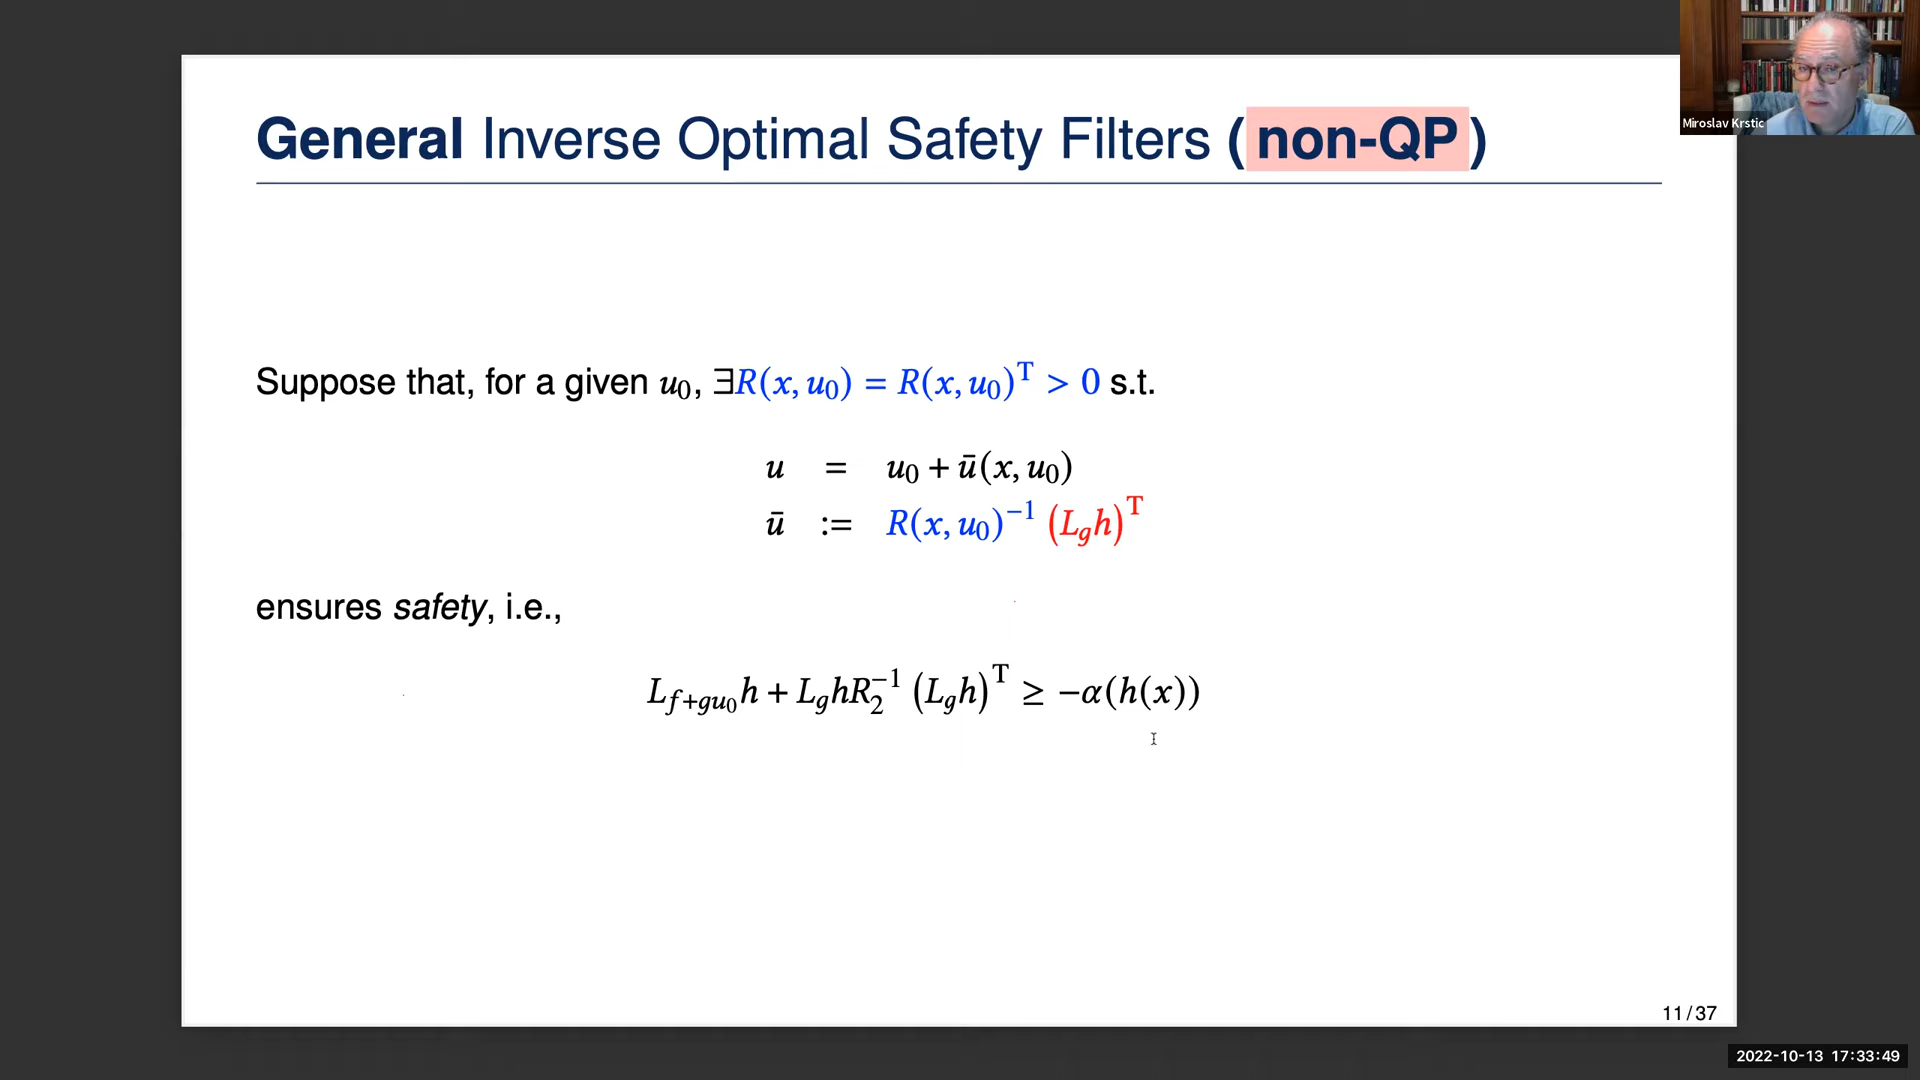 General Inverse Optimal Safety Filters (non-QP)
Miroslav Krstic
Suppose that, for a given u₀, ∃R(x, u₀) = R(x, u₀)ᵀ > 0 s.t.
u = u₀ + ū(x, u₀)
ū := R(x, u₀)⁻¹ (L_g h)ᵀ
ensures safety, i.e.,
L_{f+gu₀}h + L_g h R₂⁻¹ (L_g h)ᵀ ≥ −α(h(x))
11/37
2022-10-13 17:33:49